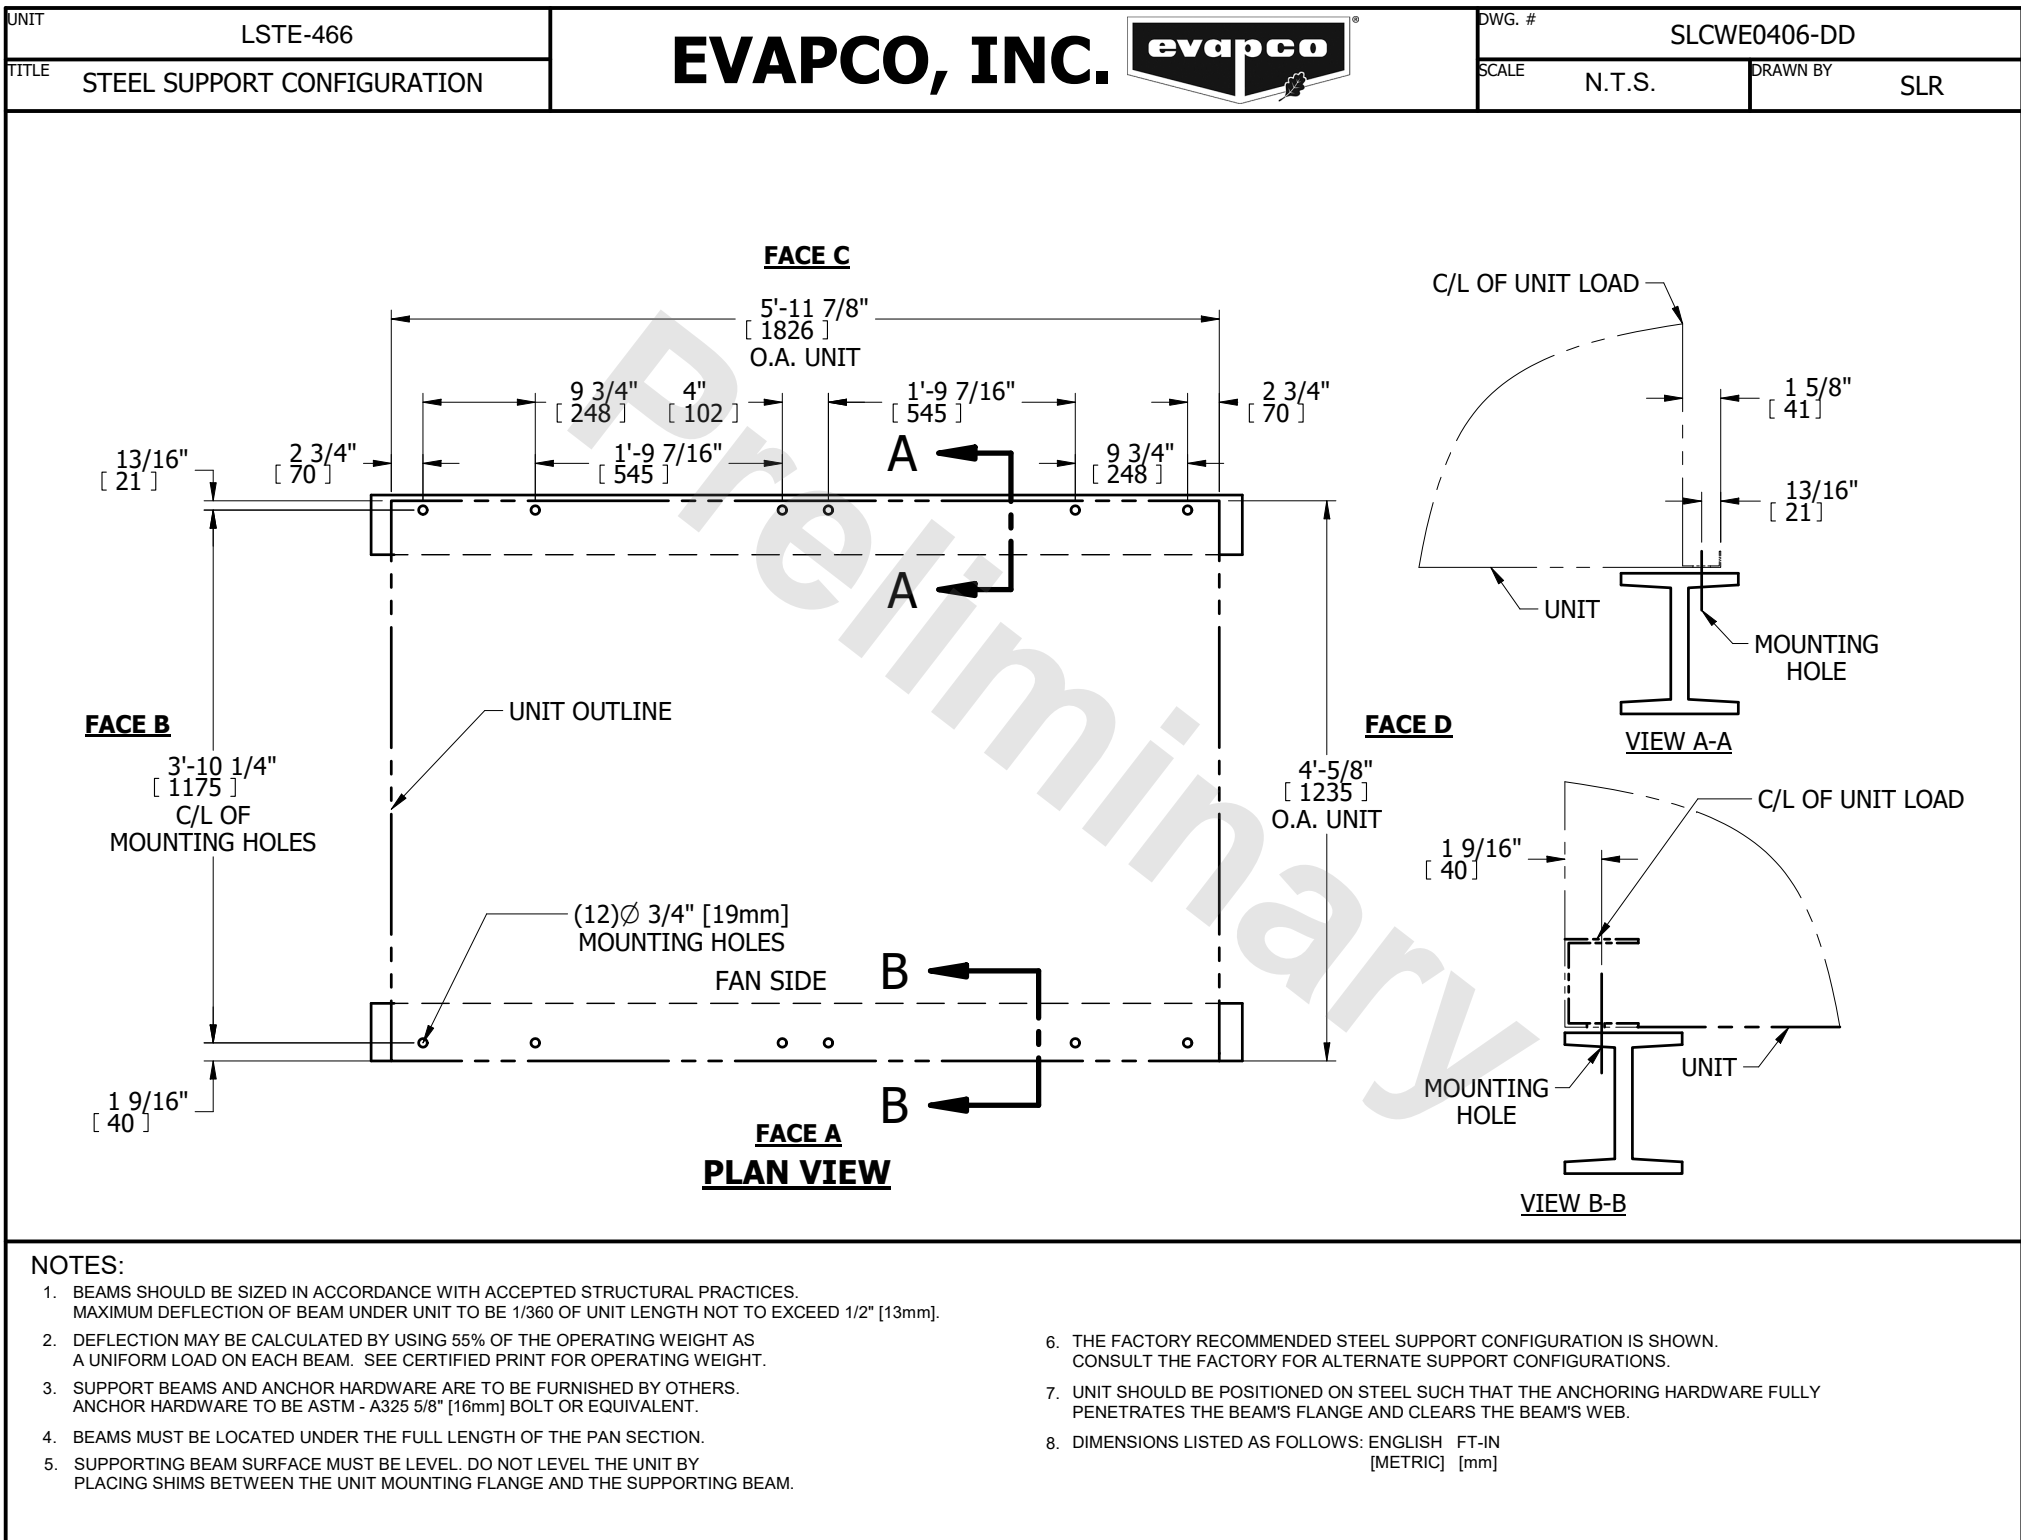 UNIT
LSTE-466
TITLE
STEEL SUPPORT CONFIGURATION
EVAPCO, INC.
evapco
®
DWG. #
SLCWE0406-DD
SCALE
N.T.S.
DRAWN BY
SLR
FACE C
5'-11 7/8"
[ 1826 ]
O.A. UNIT
9 3/4"
[ 248 ]
4"
[ 102 ]
1'-9 7/16"
[ 545 ]
2 3/4"
[ 70 ]
13/16"
[ 21 ]
2 3/4"
[ 70 ]
1'-9 7/16"
[ 545 ]
A
9 3/4"
[ 248 ]
A
FACE B
UNIT OUTLINE
3'-10 1/4"
[ 1175 ]
C/L OF
MOUNTING HOLES
FACE D
4'-5/8"
[ 1235 ]
O.A. UNIT
(12)Ø 3/4" [19mm]
MOUNTING HOLES
FAN SIDE
B
B
1 9/16"
[ 40 ]
FACE A
PLAN VIEW
Preliminary
C/L OF UNIT LOAD
1 5/8"
[ 41 ]
13/16"
[ 21 ]
UNIT
MOUNTING
HOLE
VIEW A-A
C/L OF UNIT LOAD
1 9/16"
[ 40 ]
UNIT
MOUNTING
HOLE
VIEW B-B
NOTES:
1. BEAMS SHOULD BE SIZED IN ACCORDANCE WITH ACCEPTED STRUCTURAL PRACTICES.
MAXIMUM DEFLECTION OF BEAM UNDER UNIT TO BE 1/360 OF UNIT LENGTH NOT TO EXCEED 1/2" [13mm].
2. DEFLECTION MAY BE CALCULATED BY USING 55% OF THE OPERATING WEIGHT AS
A UNIFORM LOAD ON EACH BEAM. SEE CERTIFIED PRINT FOR OPERATING WEIGHT.
3. SUPPORT BEAMS AND ANCHOR HARDWARE ARE TO BE FURNISHED BY OTHERS.
ANCHOR HARDWARE TO BE ASTM - A325 5/8" [16mm] BOLT OR EQUIVALENT.
4. BEAMS MUST BE LOCATED UNDER THE FULL LENGTH OF THE PAN SECTION.
5. SUPPORTING BEAM SURFACE MUST BE LEVEL. DO NOT LEVEL THE UNIT BY
PLACING SHIMS BETWEEN THE UNIT MOUNTING FLANGE AND THE SUPPORTING BEAM.
6. THE FACTORY RECOMMENDED STEEL SUPPORT CONFIGURATION IS SHOWN.
CONSULT THE FACTORY FOR ALTERNATE SUPPORT CONFIGURATIONS.
7. UNIT SHOULD BE POSITIONED ON STEEL SUCH THAT THE ANCHORING HARDWARE FULLY
PENETRATES THE BEAM'S FLANGE AND CLEARS THE BEAM'S WEB.
8. DIMENSIONS LISTED AS FOLLOWS: ENGLISH FT-IN
[METRIC] [mm]